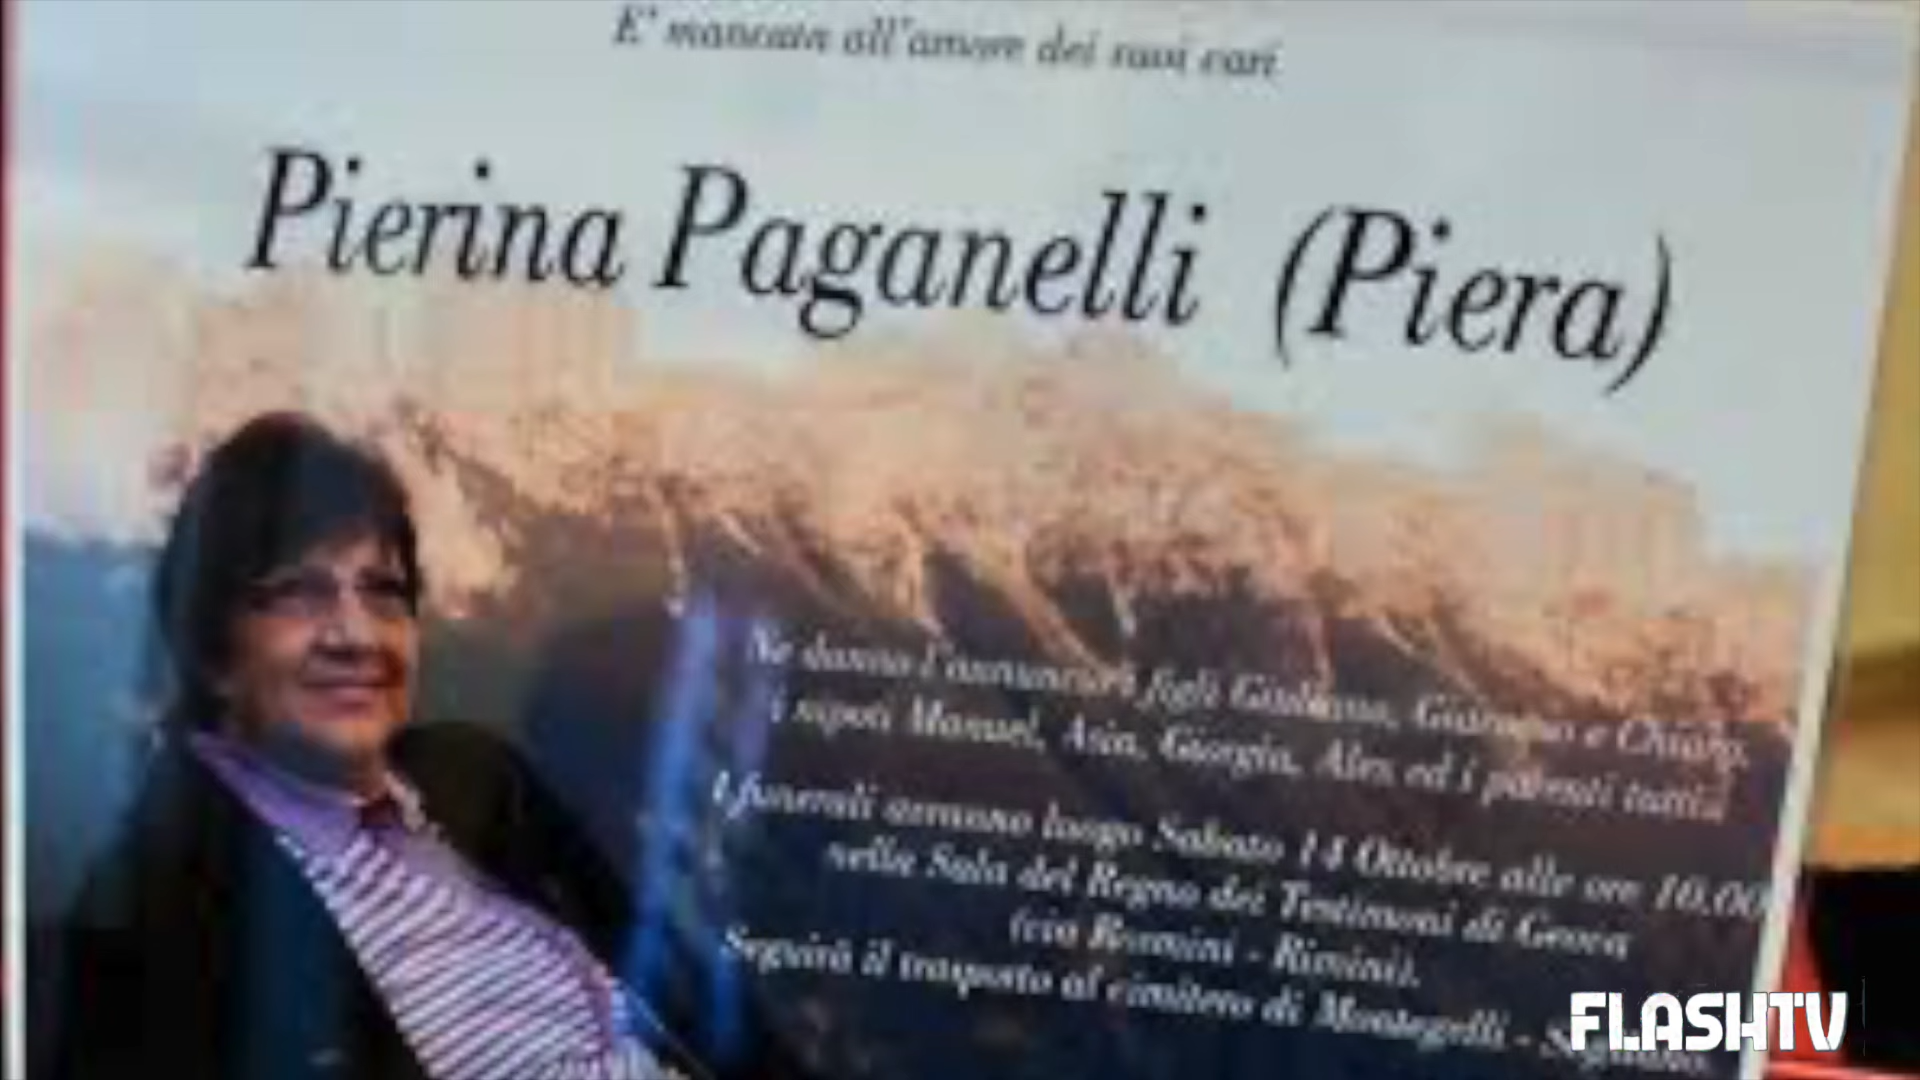 E' mancata all'amore dei suoi cari
Pierina Paganelli (Piera)
Ne danno l'annuncio i figli Giuliano, Giacomo e Chiara,
i nipoti Manuel, Asia, Giorgia, Alex ed i parenti tutti.
I funerali avranno luogo Sabato 14 Ottobre alle ore 10.00
nella Sala del Regno dei Testimoni di Geova
(via Romini - Rimini).
Seguirà il trasporto al cimitero di Montegelli -
FLASHTV